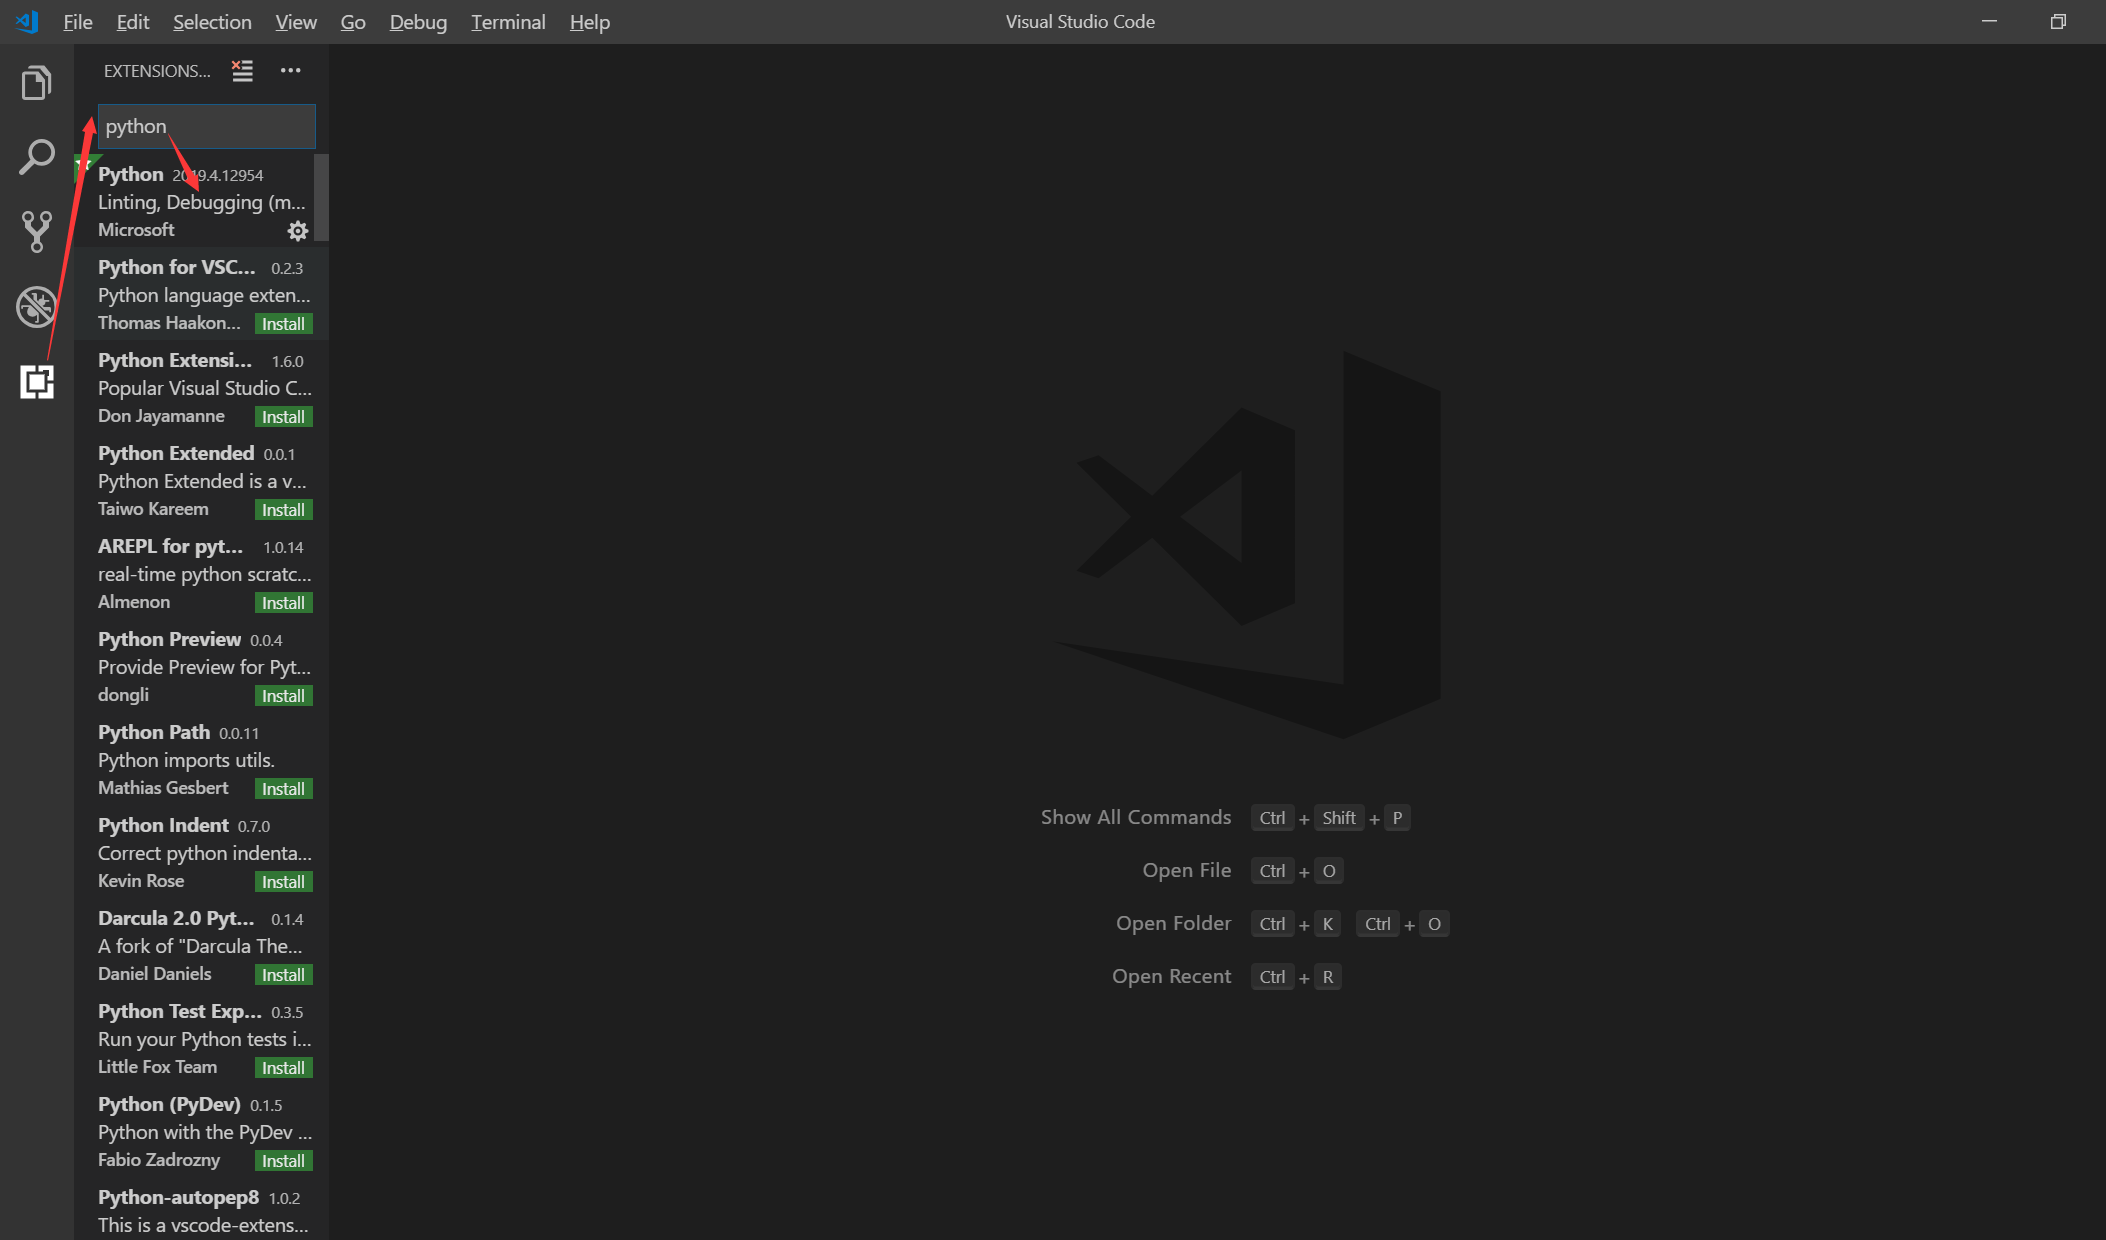 File Edit Selection View Go Debug Terminal Help Visual Studio Code
EXTENSIONS...
python
Python 2019.4.12954
Linting, Debugging (m...
Microsoft
Python for VSC... 0.2.3
Python language exten...
Thomas Haakon... Install
Python Extensi... 1.6.0
Popular Visual Studio C...
Don Jayamanne Install
Python Extended 0.0.1
Python Extended is a v...
Taiwo Kareem Install
AREPL for pyt... 1.0.14
real-time python scratc...
Almenon Install
Python Preview 0.0.4
Provide Preview for Pyt...
dongli Install
Python Path 0.0.11
Python imports utils.
Mathias Gesbert Install
Python Indent 0.7.0
Correct python indenta...
Kevin Rose Install
Darcula 2.0 Pyt... 0.1.4
A fork of "Darcula The...
Daniel Daniels Install
Python Test Exp... 0.3.5
Run your Python tests i...
Little Fox Team Install
Python (PyDev) 0.1.5
Python with the PyDev ...
Fabio Zadrozny Install
Python-autopep8 1.0.2
This is a vscode-extens...
Show All Commands Ctrl + Shift + P
Open File Ctrl + O
Open Folder Ctrl + K Ctrl + O
Open Recent Ctrl + R